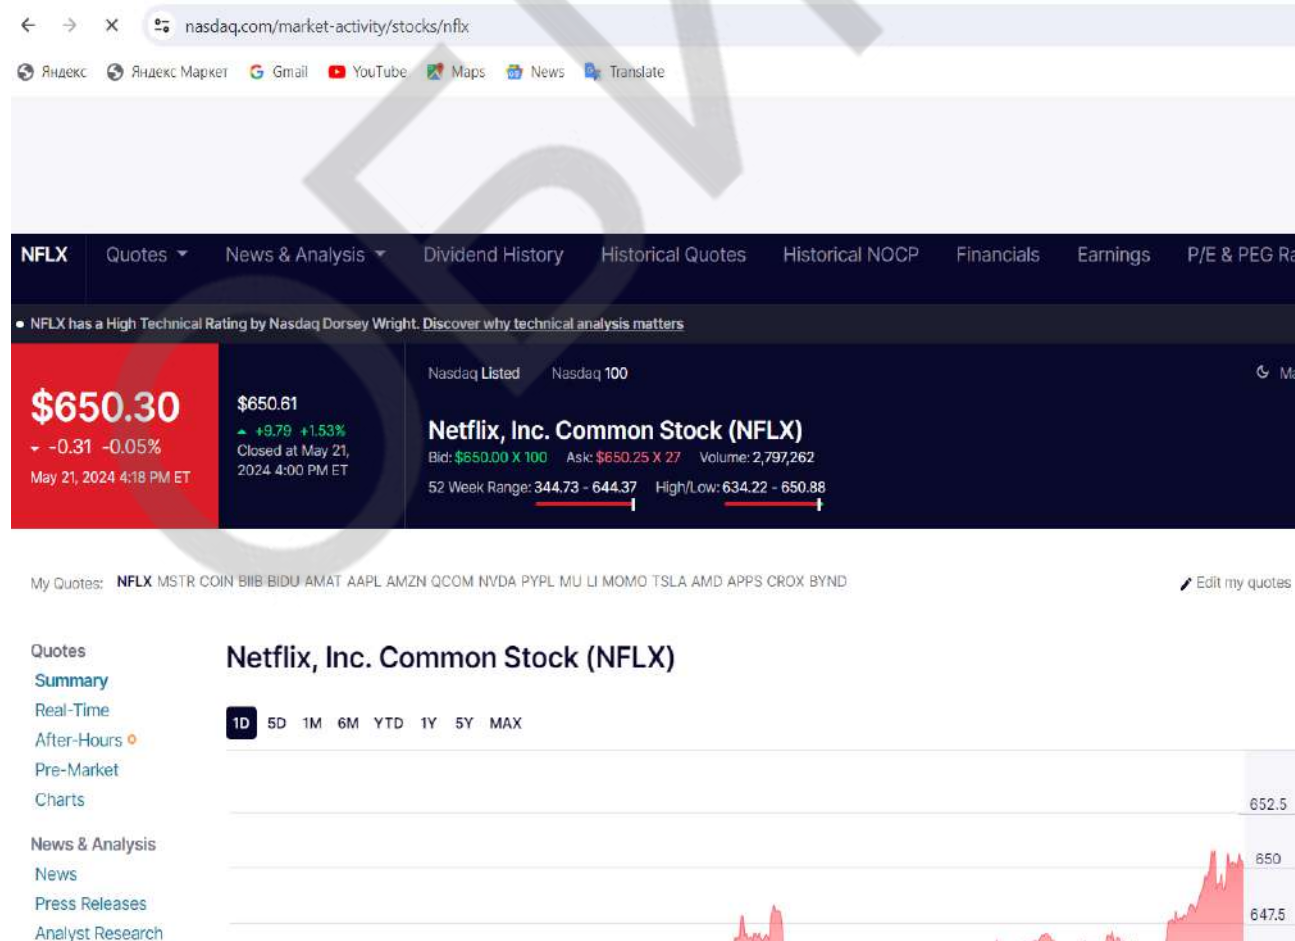 nasdaq.com/market-activity/stocks/nflx
Яндекс Яндекс Маркет Gmail YouTube Maps News Translate
NFLX Quotes News & Analysis Dividend History Historical Quotes Historical NOCP Financials Earnings P/E & PEG Ra
NFLX has a High Technical Rating by Nasdaq Dorsey Wright. Discover why technical analysis matters
Nasdaq Listed Nasdaq 100 Ma
$650.30
-0.31 -0.05%
May 21, 2024 4:18 PM ET
$650.61
+9.79 +1.53%
Closed at May 21,
2024 4:00 PM ET
Netflix, Inc. Common Stock (NFLX)
Bid: $650.00 X 100 Ask: $650.25 X 27 Volume: 2,797,262
52 Week Range: 344.73 - 644.37 High/Low: 634.22 - 650.88
My Quotes: NFLX MSTR COIN BIIB BIDU AMAT AAPL AMZN QCOM NVDA PYPL MU LI MOMO TSLA AMD APPS CROX BYND Edit my quotes
Quotes
Summary
Real-Time
After-Hours
Pre-Market
Charts
News & Analysis
News
Press Releases
Analyst Research
Netflix, Inc. Common Stock (NFLX)
1D 5D 1M 6M YTD 1Y 5Y MAX
652.5
650
647.5